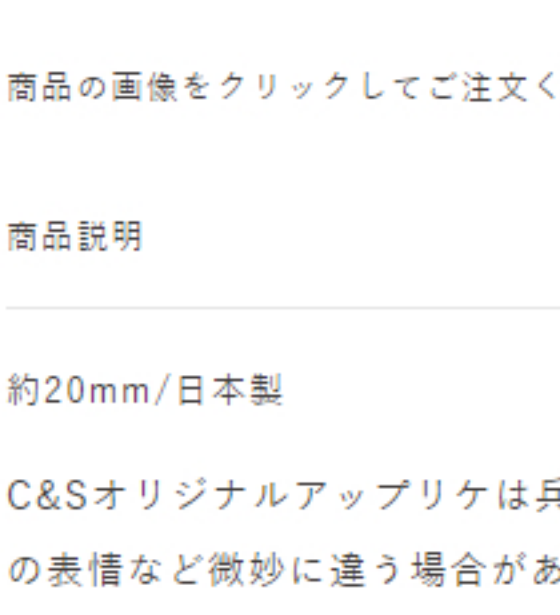 商品の画像をクリックしてご注文く
商品説明
約20mm/日本製
C&Sオリジナルアップリケは兵
の表情など微妙に違う場合があ